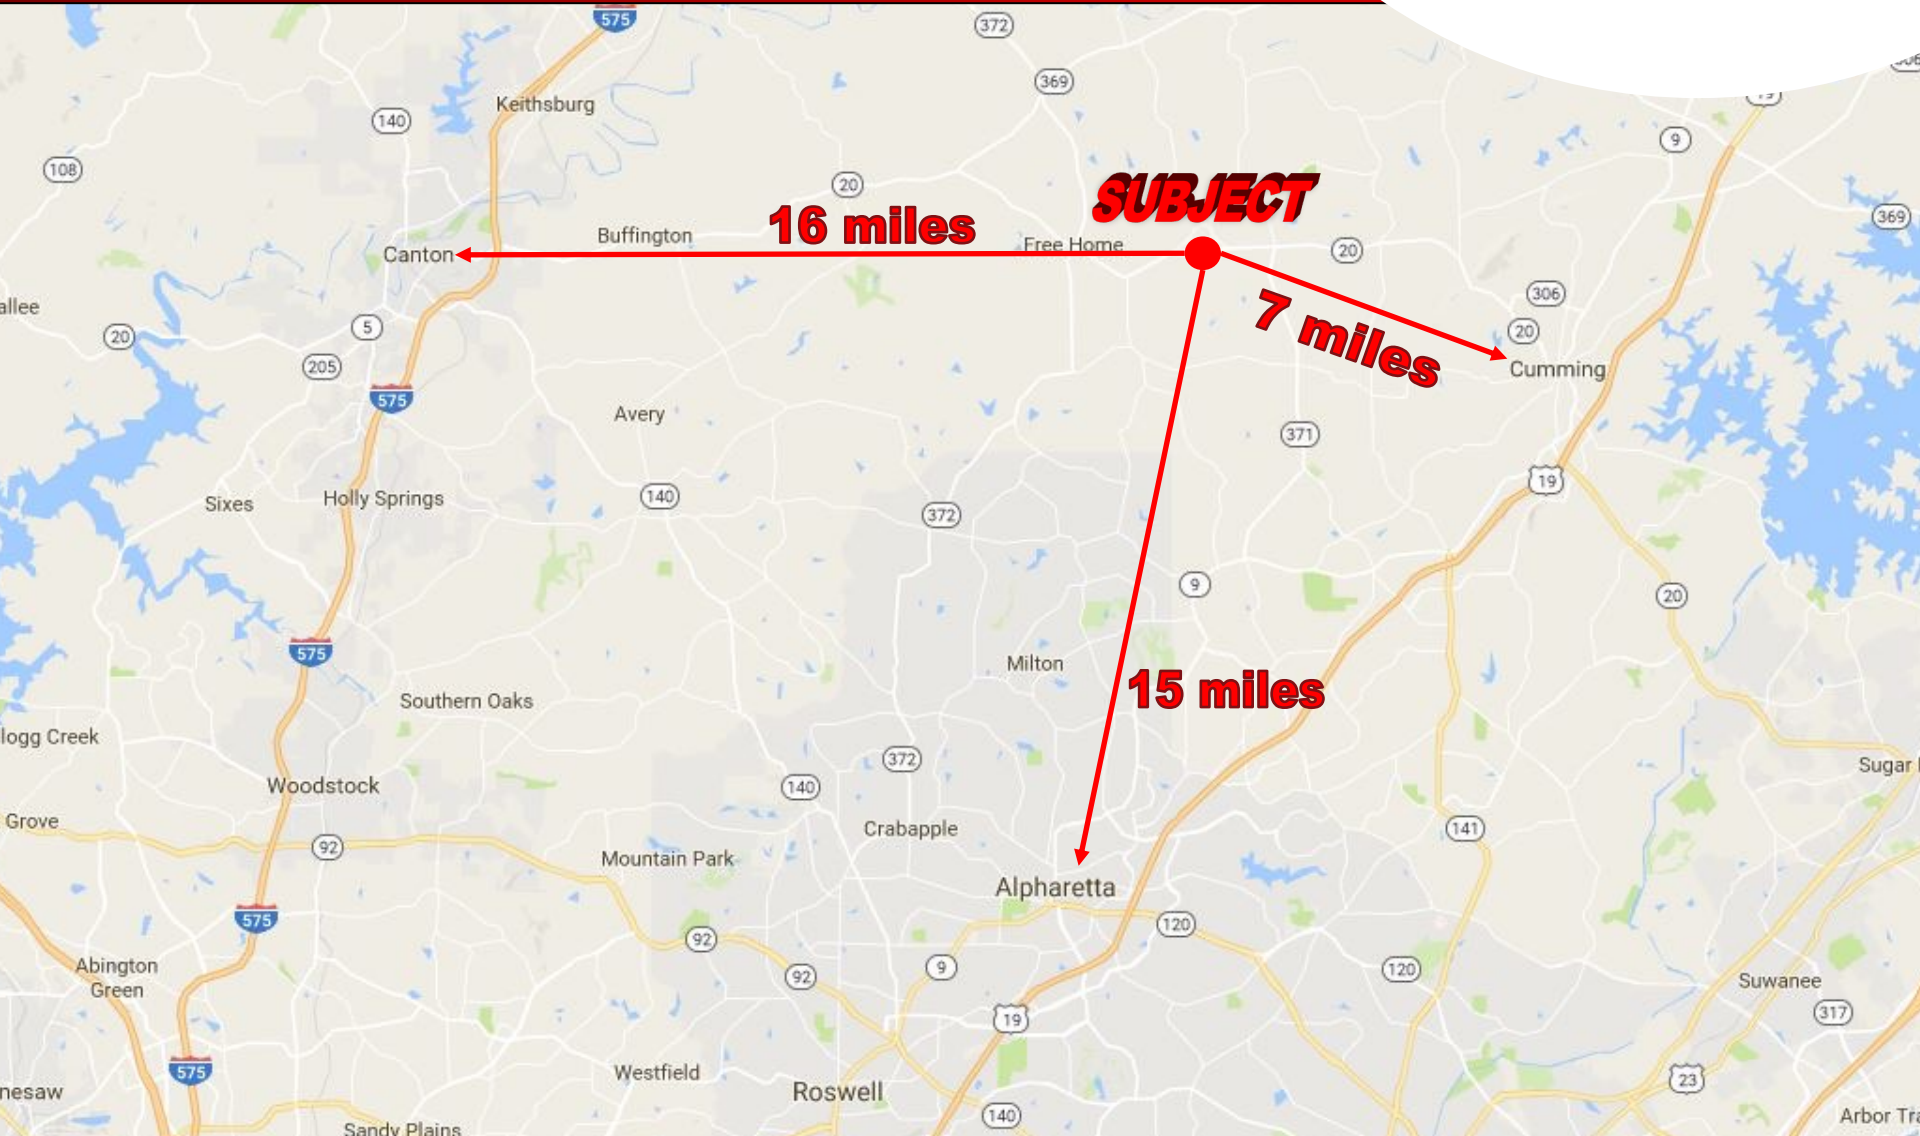 575
372
369
Keithsburg
140
9
108
20
SUBJECT
369
16 miles
Buffington
Free Home
20
Canton
306
7 miles
allee
5
20
20
Cumming
205
575
Avery
371
19
140
Sixes
Holly Springs
372
9
20
575
Milton
15 miles
Southern Oaks
logg Creek
372
Sugar
Woodstock
140
Grove
Crabapple
141
92
Mountain Park
Alpharetta
575
120
92
Abington
Green
92
9
120
Suwanee
19
317
575
Westfield
23
nesaw
Roswell
140
Arbor Tra
Sandy Plains